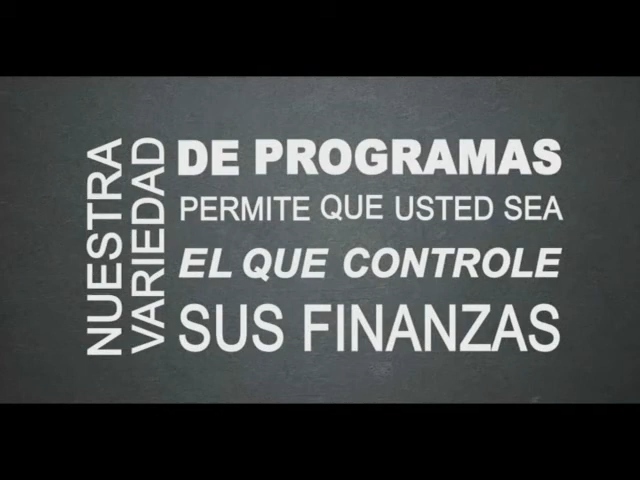 NUESTRA
VARIEDAD
DE PROGRAMAS
PERMITE QUE USTED SEA
EL QUE CONTROLE
SUS FINANZAS